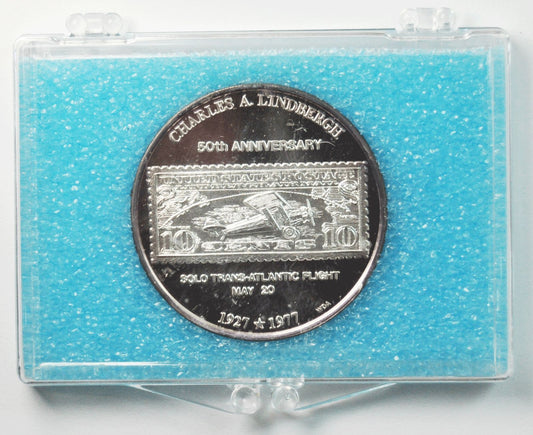 CHARLES A. LINDBERGH
50th ANNIVERSARY
UNITED STATES POSTAGE
10 CENTS 10
SOLO TRANS-ATLANTIC FLIGHT
MAY 20
1927 ★ 1977